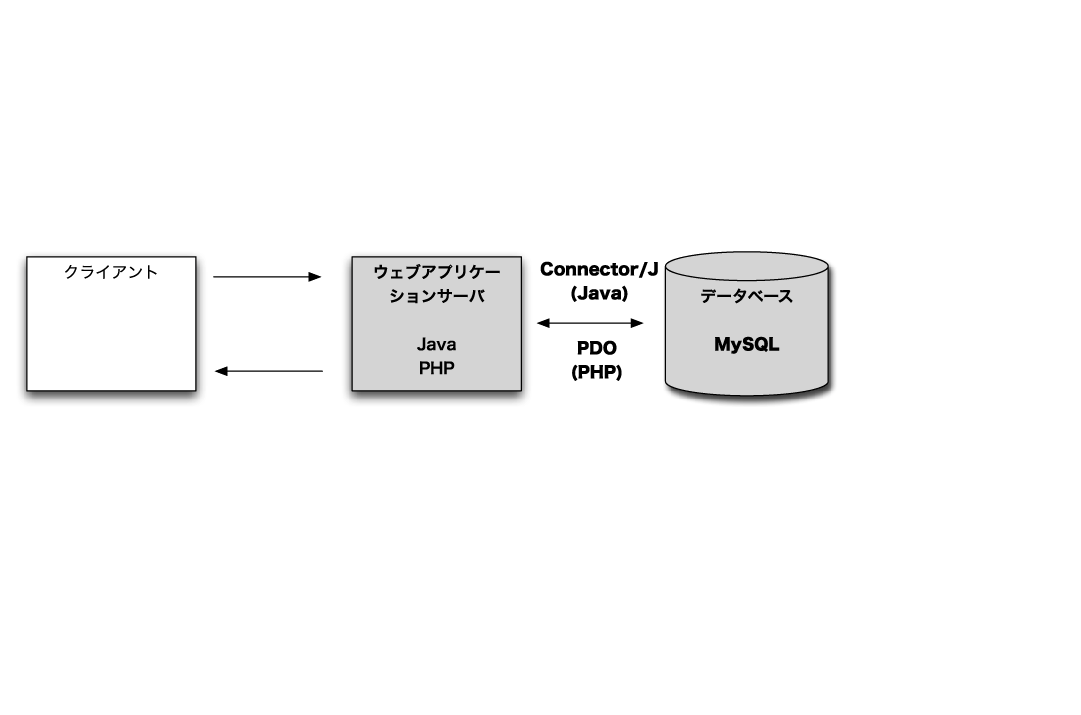 クライアント
ウェブアプリケー
ションサーバ
Java
PHP
Connector/J
(Java)
PDO
(PHP)
データベース
MySQL